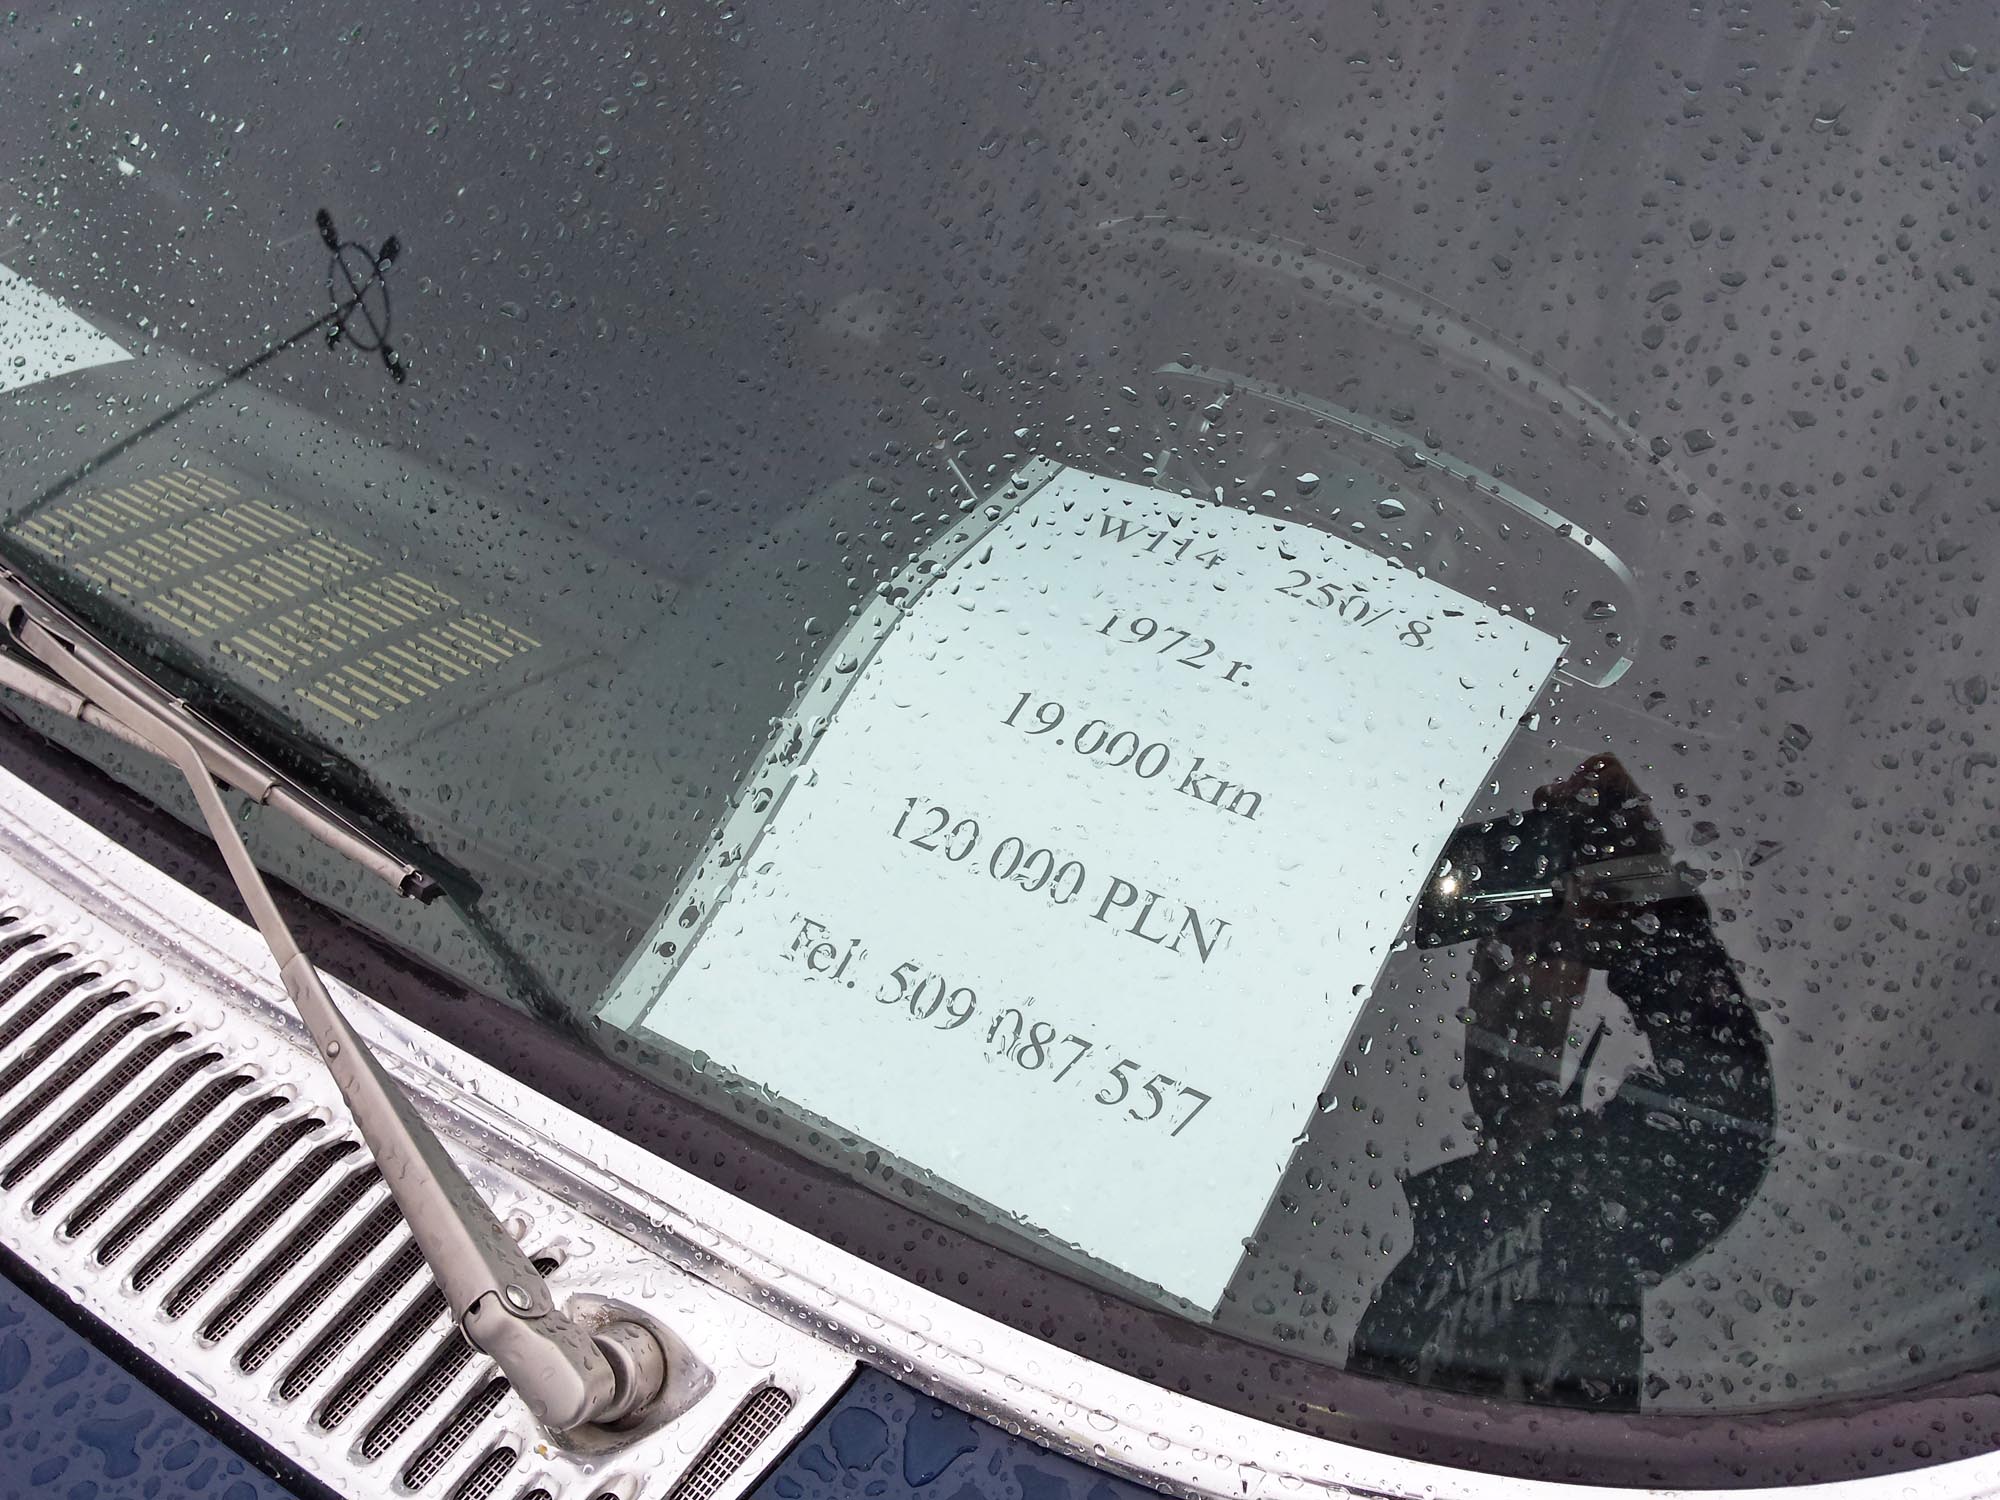 W114 250/ 8
1972 r.
19.000 km
120 000 PLN
Tel. 509 087 557